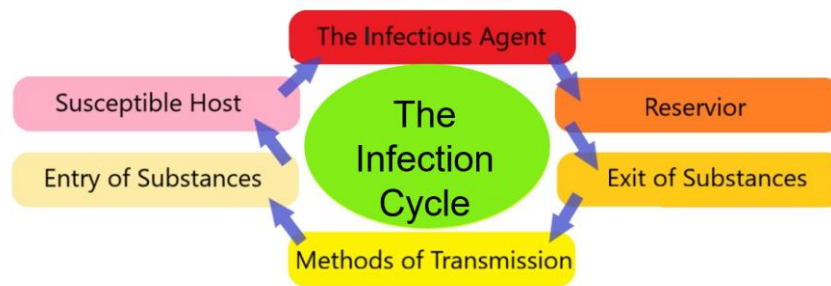 The Infectious Agent
Susceptible Host
Reservior
The
Infection
Cycle
Entry of Substances
Exit of Substances
Methods of Transmission